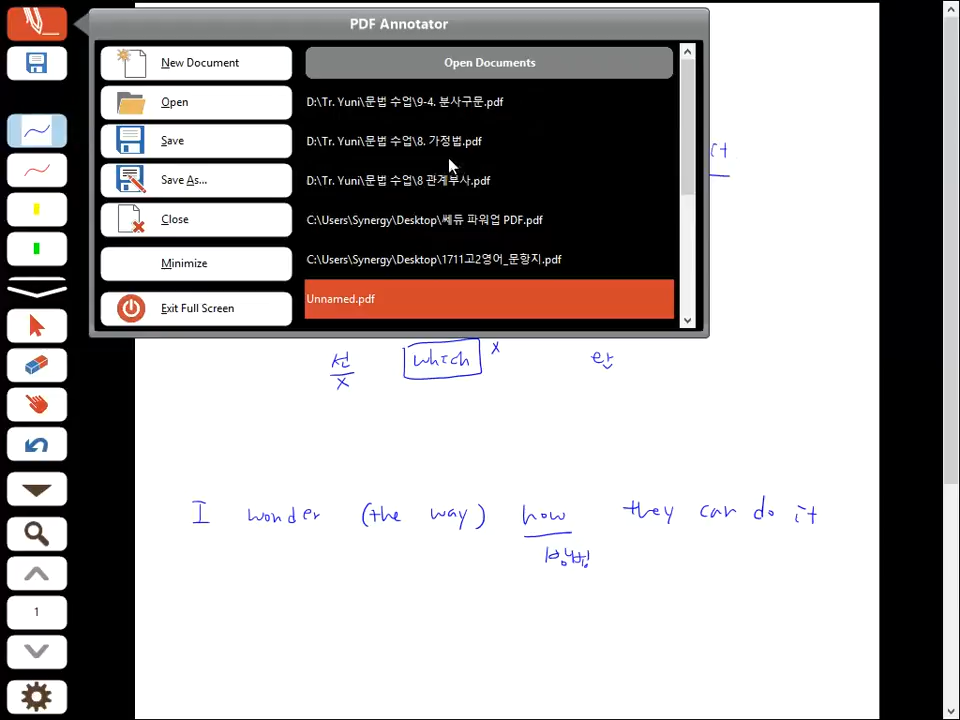 PDF Annotator
New Document
Open
Save
Save As...
Close
Minimize
Exit Full Screen
Open Documents
D:\Tr. Yuni\문법 수업\9-4. 분사구문.pdf
D:\Tr. Yuni\문법 수업\8. 가정법.pdf
D:\Tr. Yuni\문법 수업\8 관계부사.pdf
C:\Users\Synergy\Desktop\쎄듀 파워업 PDF.pdf
C:\Users\Synergy\Desktop\1711고2영어_문항지.pdf
Unnamed.pdf
ct
선 which x 완
x
I wonder (the way) how they can do it
방법
1